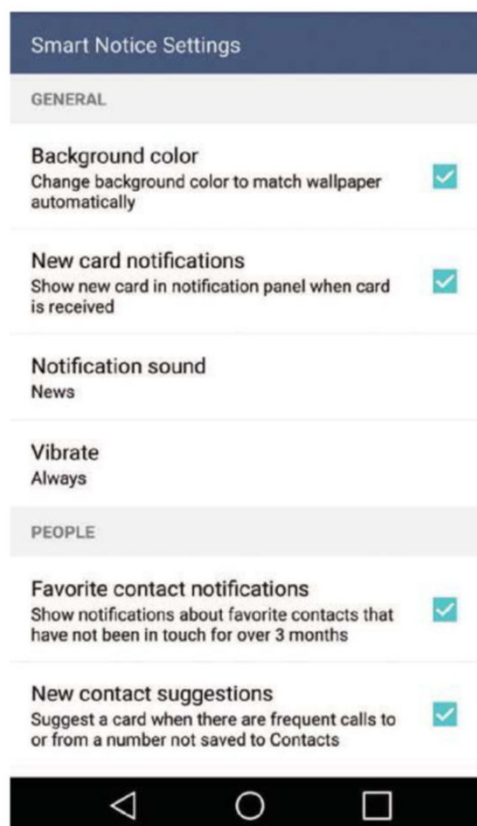 Smart Notice Settings
GENERAL
Background color
Change background color to match wallpaper
automatically
New card notifications
Show new card in notification panel when card
is received
Notification sound
News
Vibrate
Always
PEOPLE
Favorite contact notifications
Show notifications about favorite contacts that
have not been in touch for over 3 months
New contact suggestions
Suggest a card when there are frequent calls to
or from a number not saved to Contacts